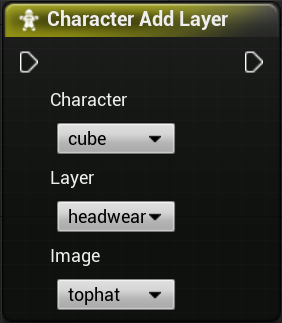 Character Add Layer
Character
cube
Layer
headwear
Image
tophat